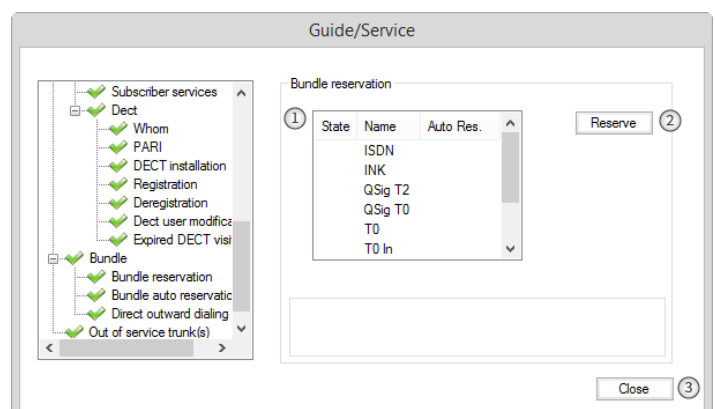 Guide/Service
Subscriber services
Dect
Whom
PARI
DECT installation
Registration
Deregistration
Dect user modifica
Expired DECT visi
Bundle
Bundle reservation
Bundle auto reservatic
Direct outward dialing
Out of service trunk(s)
Bundle reservation
1
State Name Auto Res.
ISDN
INK
QSig T2
QSig T0
T0
T0 In
Reserve 2
Close 3